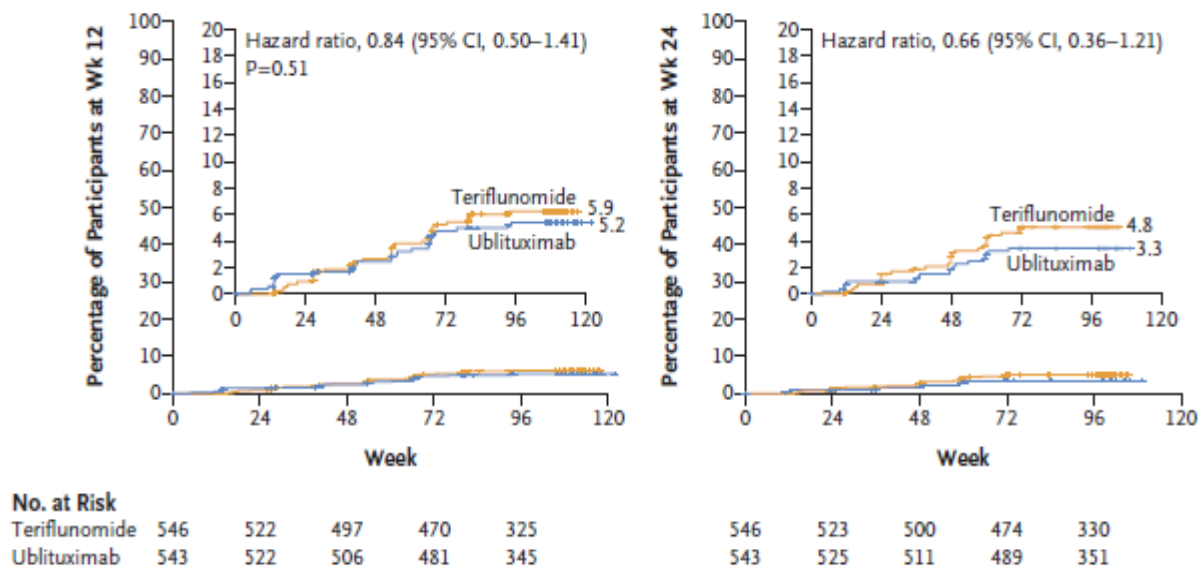 Percentage of Participants at Wk 12
100
90
80
70
60
50
40
30
20
10
0
20
18
16
14
12
10
8
6
4
2
0
Hazard ratio, 0.84 (95% CI, 0.50–1.41)
P=0.51
Teriflunomide 5.9
5.2
Ublituximab
0 24 48 72 96 120
0 24 48 72 96 120
Week
Percentage of Participants at Wk 24
100
90
80
70
60
50
40
30
20
10
0
20
18
16
14
12
10
8
6
4
2
0
Hazard ratio, 0.66 (95% CI, 0.36–1.21)
Teriflunomide 4.8
3.3
Ublituximab
0 24 48 72 96 120
0 24 48 72 96 120
Week
No. at Risk
Teriflunomide 546 522 497 470 325 546 523 500 474 330
Ublituximab 543 522 506 481 345 543 525 511 489 351